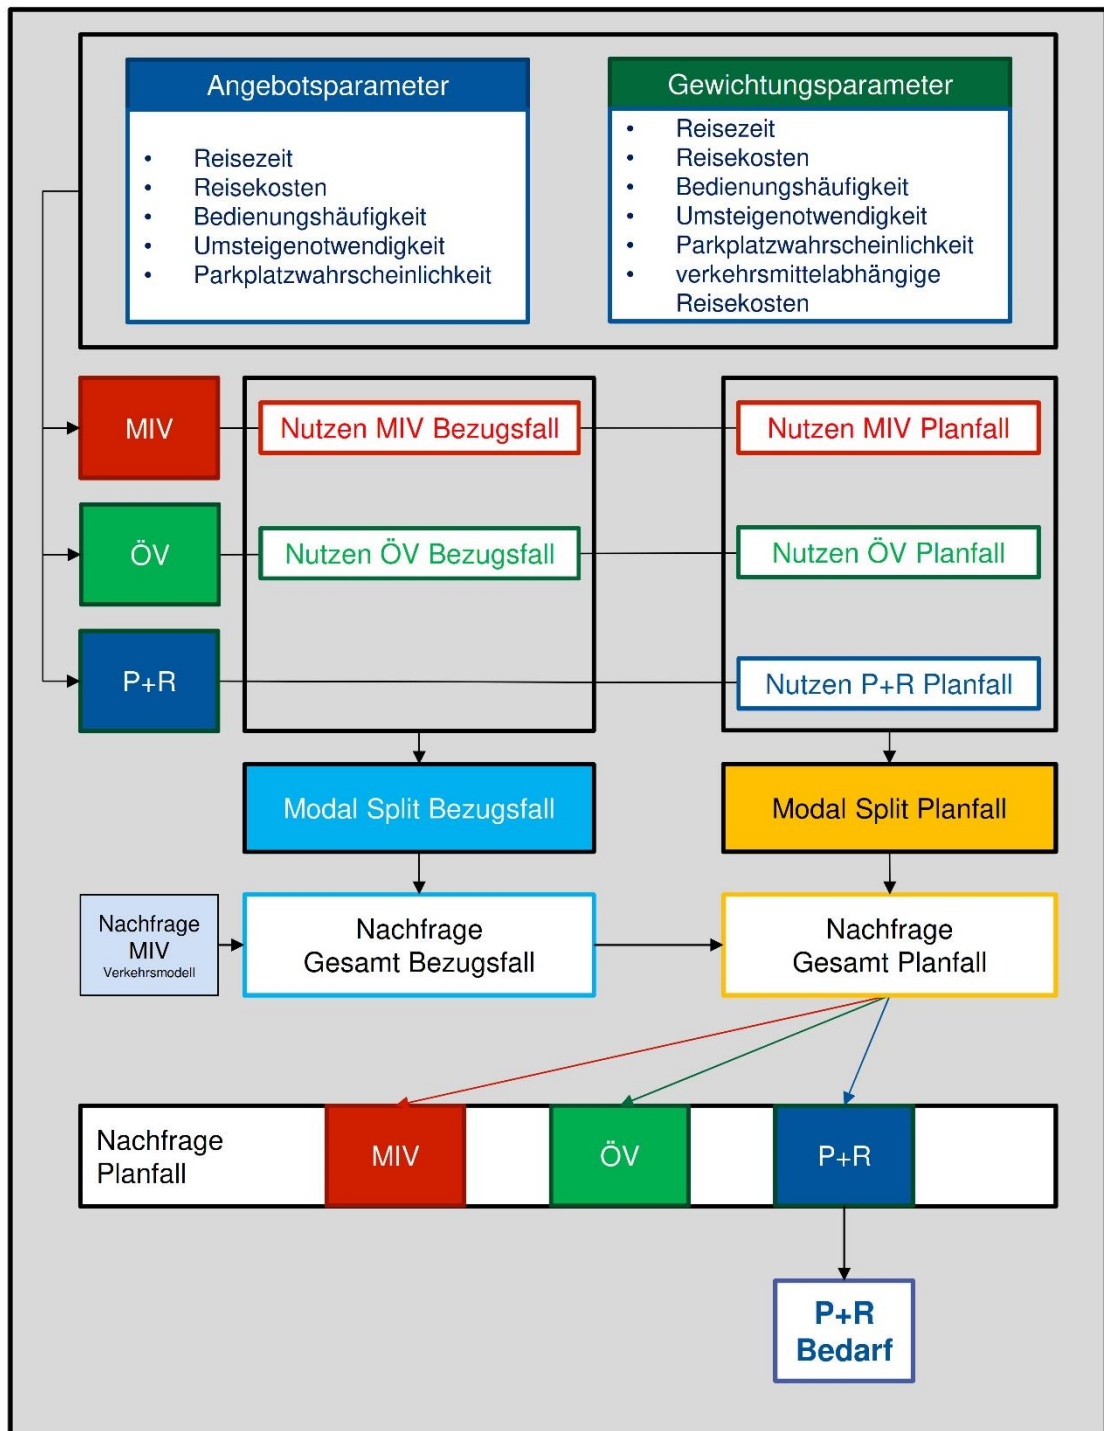 Angebotsparameter
• Reisezeit
• Reisekosten
• Bedienungshäufigkeit
• Umsteigenotwendigkeit
• Parkplatzwahrscheinlichkeit
Gewichtungsparameter
• Reisezeit
• Reisekosten
• Bedienungshäufigkeit
• Umsteigenotwendigkeit
• Parkplatzwahrscheinlichkeit
• verkehrsmittelabhängige
Reisekosten
MIV
Nutzen MIV Bezugsfall
Nutzen MIV Planfall
ÖV
Nutzen ÖV Bezugsfall
Nutzen ÖV Planfall
P+R
Nutzen P+R Planfall
Modal Split Bezugsfall
Modal Split Planfall
Nachfrage
MIV
Verkehrsmodell
Nachfrage
Gesamt Bezugsfall
Nachfrage
Gesamt Planfall
Nachfrage
Planfall
MIV
ÖV
P+R
P+R
Bedarf